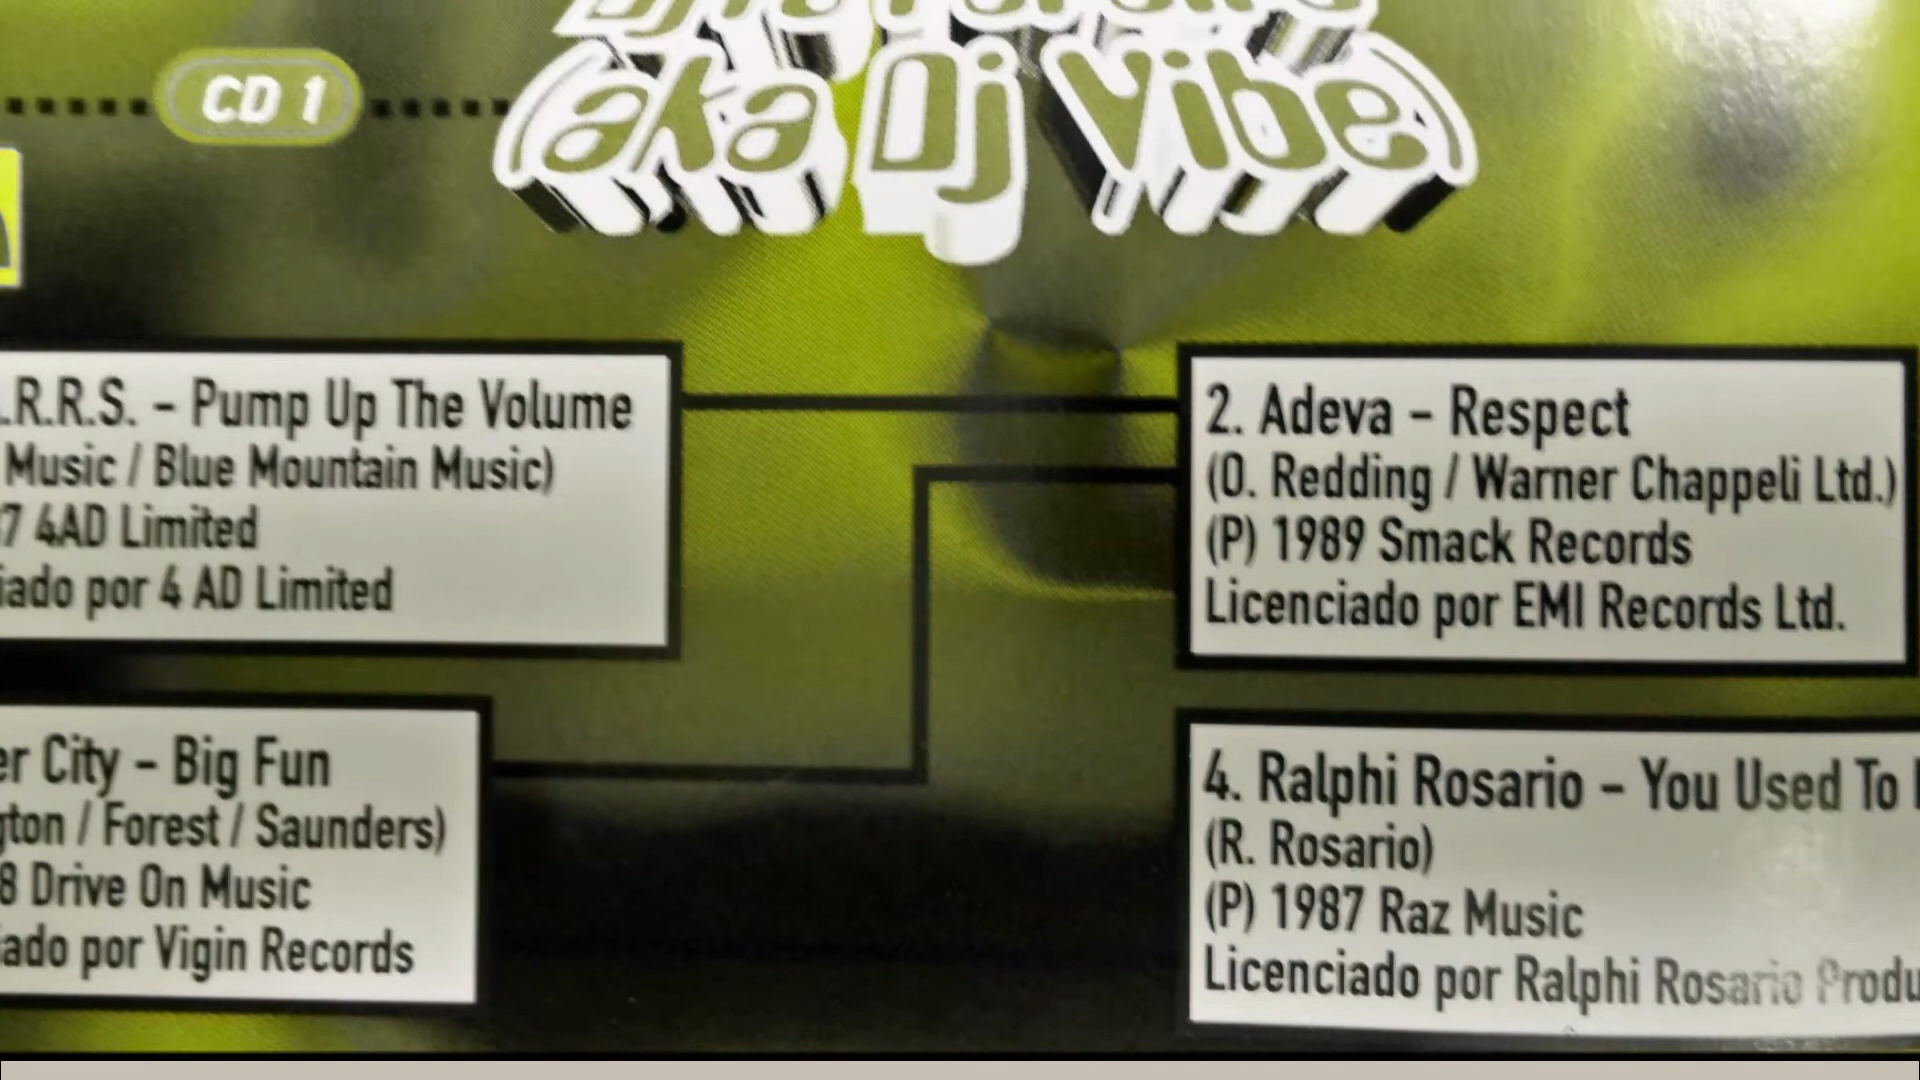 CD 1
(aka Dj Vibe)
.R.R.S. – Pump Up The Volume
Music / Blue Mountain Music)
7 4AD Limited
iado por 4 AD Limited
2. Adeva – Respect
(O. Redding / Warner Chappeli Ltd.)
(P) 1989 Smack Records
Licenciado por EMI Records Ltd.
er City – Big Fun
gton / Forest / Saunders)
8 Drive On Music
iado por Vigin Records
4. Ralphi Rosario – You Used To
(R. Rosario)
(P) 1987 Raz Music
Licenciado por Ralphi Rosario Produ